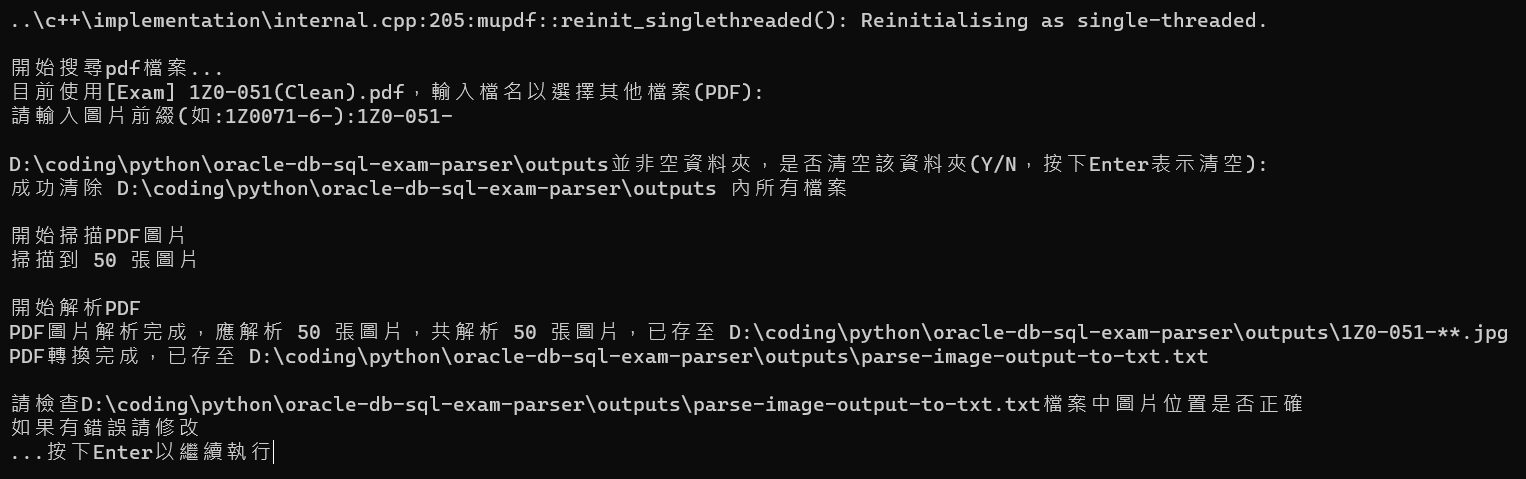 ..\c++\implementation\internal.cpp:205:mupdf::reinit_singlethreaded(): Reinitialising as single-threaded.
開始搜尋pdf檔案...
目前使用[Exam] 1Z0-051(Clean).pdf，輸入檔名以選擇其他檔案(PDF):
請輸入圖片前綴(如:1Z0071-6-):1Z0-051-
D:\coding\python\oracle-db-sql-exam-parser\outputs並非空資料夾，是否清空該資料夾(Y/N，按下Enter表示清空):
成功清除 D:\coding\python\oracle-db-sql-exam-parser\outputs 內所有檔案
開始掃描PDF圖片
掃描到 50 張圖片
開始解析PDF
PDF圖片解析完成，應解析 50 張圖片，共解析 50 張圖片，已存至 D:\coding\python\oracle-db-sql-exam-parser\outputs\1Z0-051-**.jpg
PDF轉換完成，已存至 D:\coding\python\oracle-db-sql-exam-parser\outputs\parse-image-output-to-txt.txt
請檢查D:\coding\python\oracle-db-sql-exam-parser\outputs\parse-image-output-to-txt.txt檔案中圖片位置是否正確
如果有錯誤請修改
...按下Enter以繼續執行